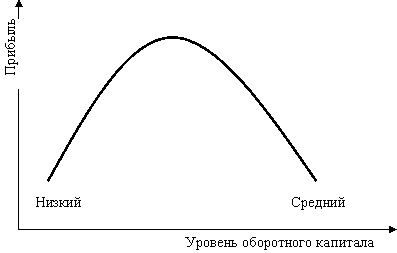 Прибыль
Низкий
Средний
Уровень оборотного капитала